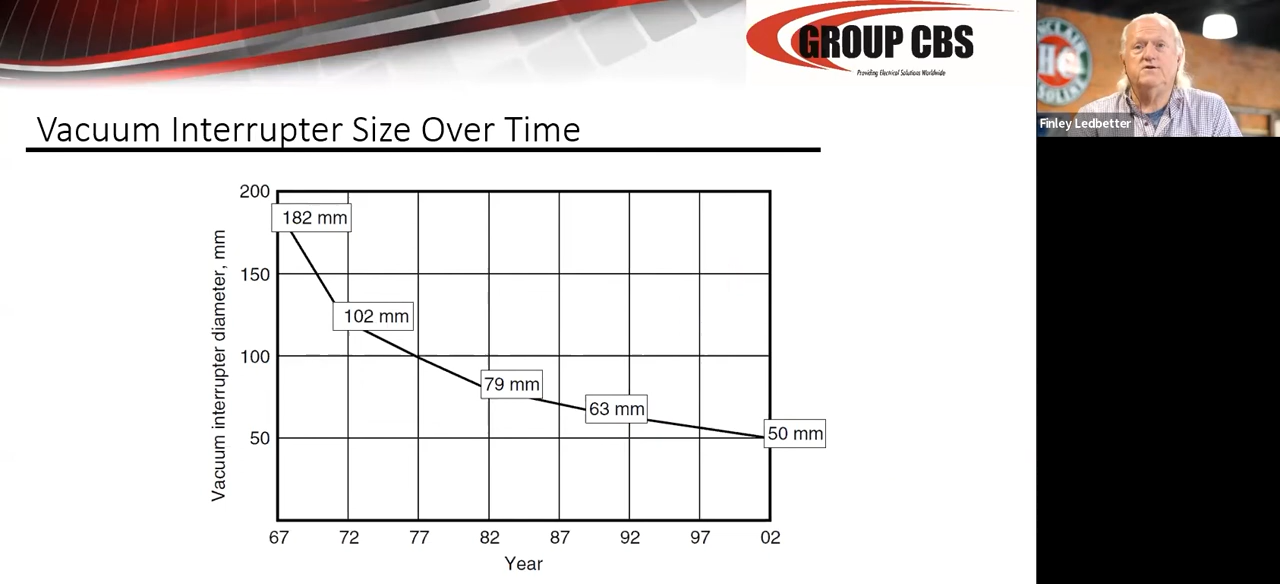 GROUP CBS
Providing Electrical Solutions Worldwide
Finley Ledbetter
Vacuum Interrupter Size Over Time
Vacuum interrupter diameter, mm
200
150
100
50
182 mm
102 mm
79 mm
63 mm
50 mm
67 72 77 82 87 92 97 02
Year